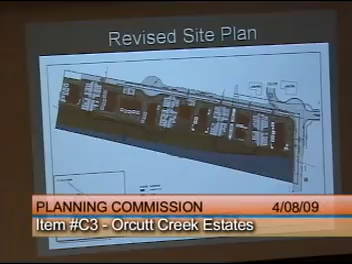 Revised Site Plan
PLANNING COMMISSION 4/08/09
Item #C3 - Orcutt Creek Estates